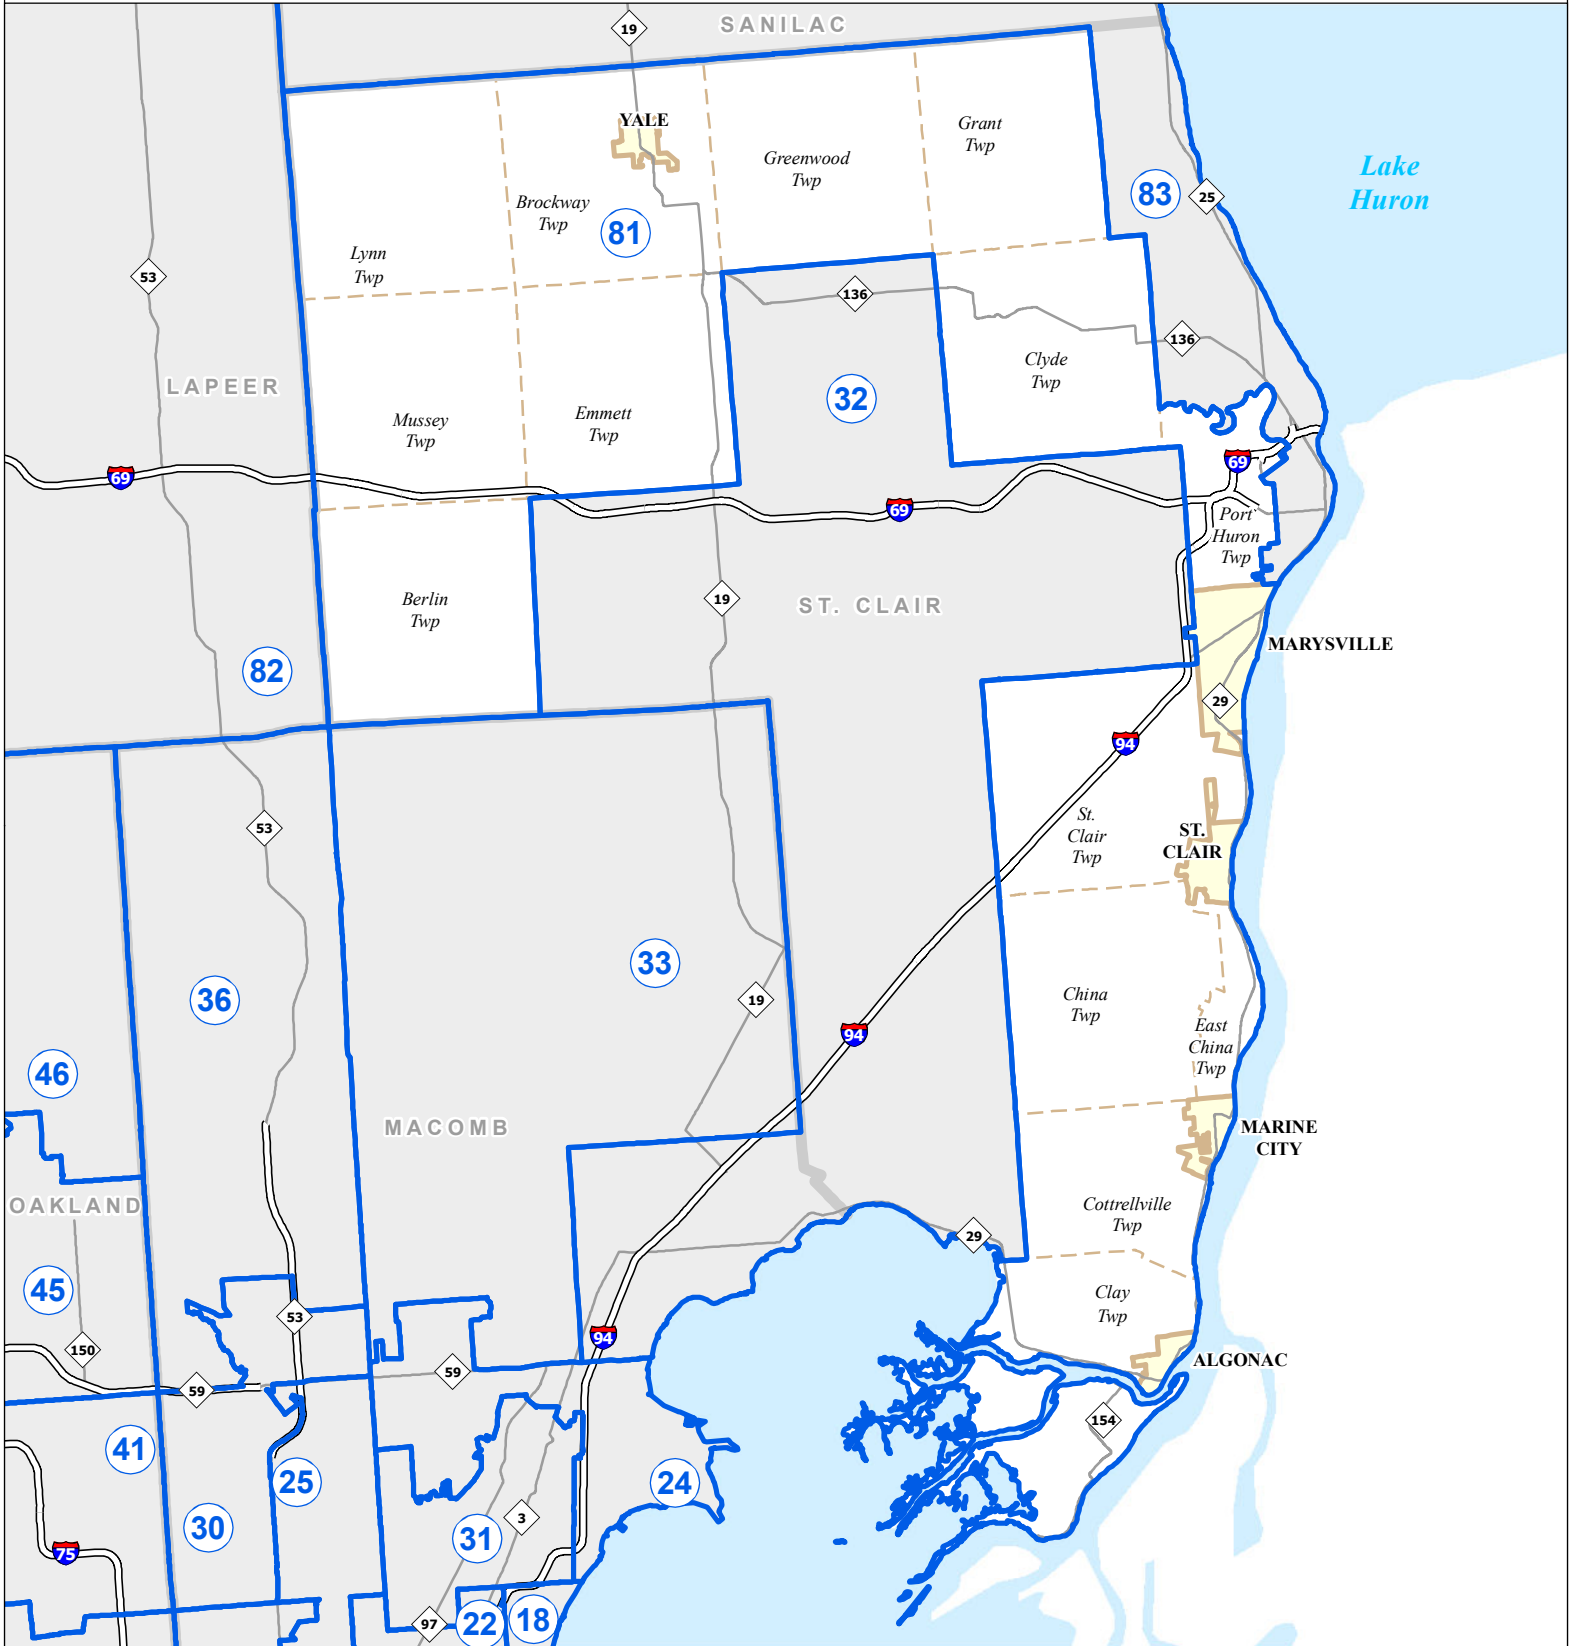 SANILAC
19
YALE
Grant
Twp
Greenwood
Twp
Lake
Huron
83
25
Brockway
Twp
81
Lynn
Twp
53
136
136
LAPEER
Clyde
Twp
32
Mussey
Twp
Emmett
Twp
69
69
69
Port
Huron
Twp
Berlin
Twp
19
ST. CLAIR
MARYSVILLE
82
29
94
53
St.
Clair
Twp
ST.
CLAIR
33
36
19
China
Twp
94
East
China
Twp
46
MACOMB
MARINE
CITY
OAKLAND
Cottrellville
Twp
29
45
Clay
Twp
53
150
94
59
59
ALGONAC
154
41
25
24
30
3
31
75
97
22
18